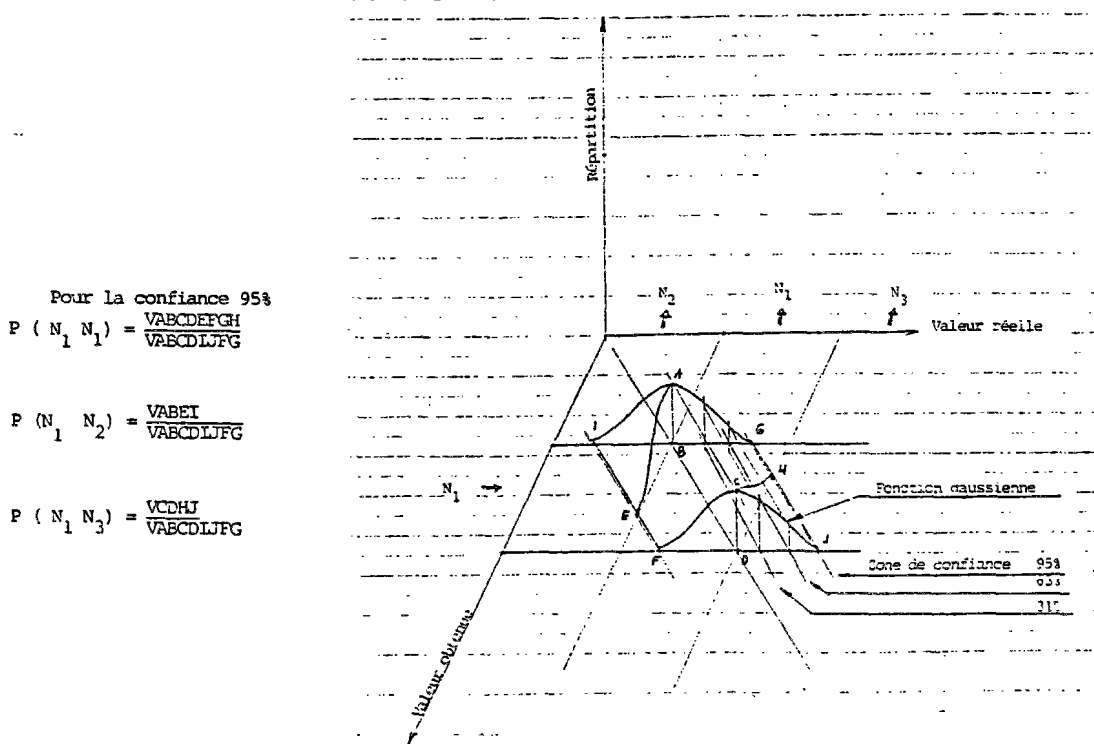 Pour la confiance 95%
P ( N1 N1) = VABCDEFGH
VABCDIJFG
P (N1 N2) = VABEI
VABCDIJFG
P ( N1 N3) = VCDHJ
VABCDIJFG
Répartition
N2
N1
N3
Valeur réelle
A
I
G
B
H
C
N1
E
Fonction gaussienne
F
D
J
Zone de confiance 95%
Valeur obtenue